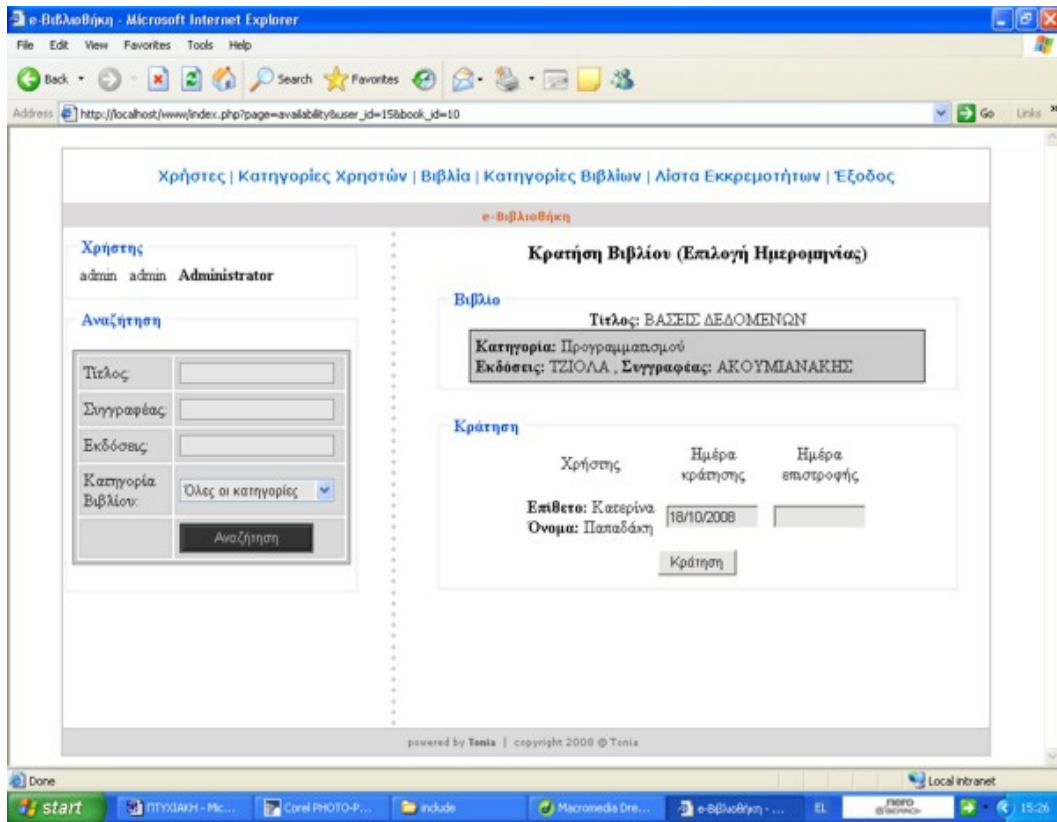 e-Βιβλιοθήκη - Microsoft Internet Explorer
File Edit View Favorites Tools Help
Back Search Favorites
Address http://localhost/www/index.php?page=availability&user_id=15&book_id=10 Go Links »
Χρήστες | Κατηγορίες Χρηστών | Βιβλία | Κατηγορίες Βιβλίων | Λίστα Εκκρεμοτήτων | Έξοδος
e-Βιβλιοθήκη
Χρήστης
admin admin Administrator
Αναζήτηση
Τίτλος:
Συγγραφέας:
Εκδόσεις:
Κατηγορία
Βιβλίου:
Όλες οι κατηγορίες
Αναζήτηση
Κρατήση Βιβλίου (Επιλογή Ημερομηνίας)
Βιβλίο
Τίτλος: ΒΑΣΕΙΣ ΔΕΔΟΜΕΝΩΝ
Κατηγορία: Προγραμματισμού
Εκδόσεις: ΤΖΙΟΛΑ , Συγγραφέας: ΑΚΟΥΜΙΑΝΑΚΗΣ
Κράτηση
Χρήστης
Ημέρα
κράτησης
Ημέρα
επιστροφής
Επίθετο: Κατερίνα
Όνομα: Παπαδάκη
18/10/2008
Κράτηση
powered by Tonia | copyright 2008 © Tonia
Done
Local intranet
start
ΠΤΥΧΙΑΚΗ - Mic...
Corel PHOTO-P...
include
Macromedia Dre...
e-Βιβλιοθήκη - ...
EL
nero
15:26